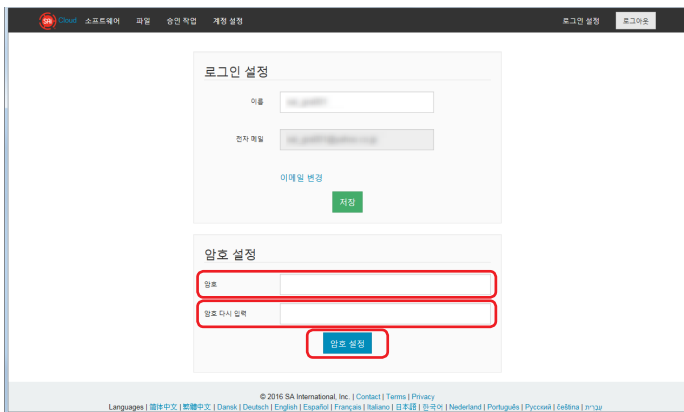 SAi Cloud 소프트웨어 파일 승인 작업 계정 설정 로그인 설정 로그아웃
로그인 설정
이름
전자 메일
이메일 변경
저장
암호 설정
암호
암호 다시 입력
암호 설정
© 2016 SA International, Inc. | Contact | Terms | Privacy
Languages | 简体中文 | 繁體中文 | Dansk | Deutsch | English | Español | Français | Italiano | 日本語 | 한국어 | Nederland | Português | Русский | čeština | עברית